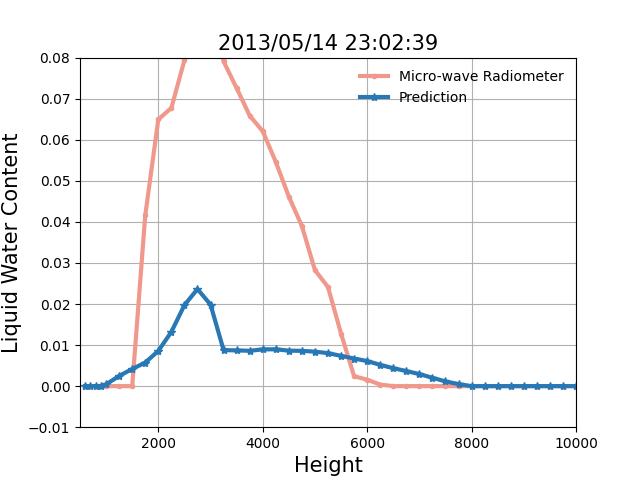 2013/05/14 23:02:39
0.08
0.07
0.06
0.05
0.04
0.03
0.02
0.01
0.00
−0.01
Liquid Water Content
Micro-wave Radiometer
Prediction
2000 4000 6000 8000 10000
Height